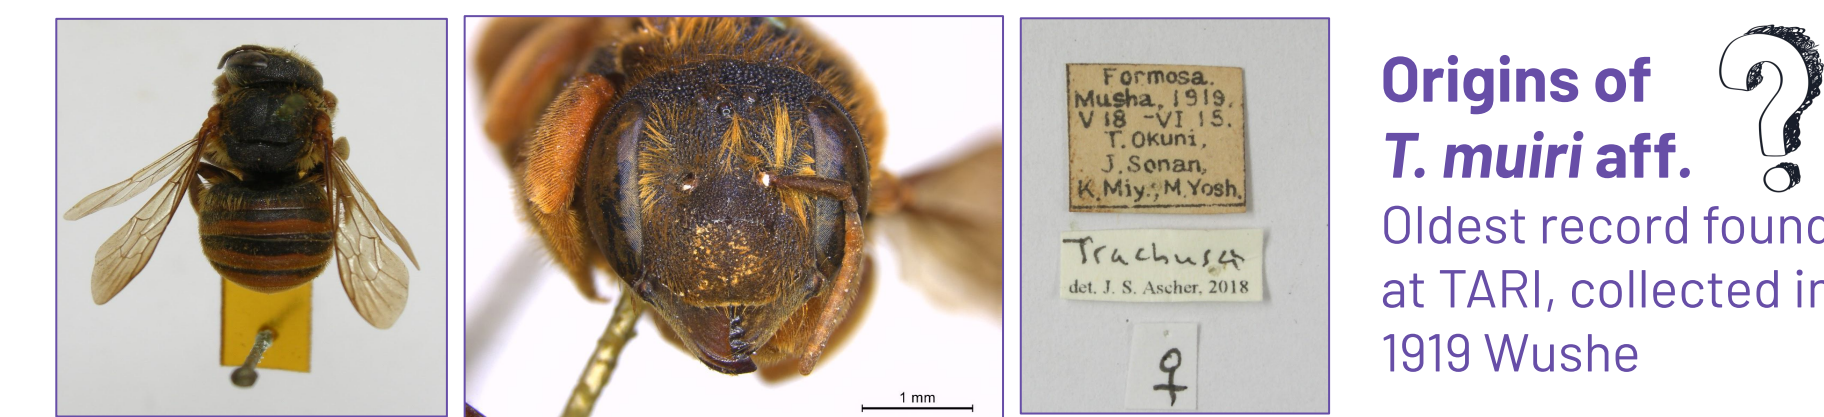 1 mm
Formosa.
Musha, 1919.
V 18 -VI 15.
T. Okuni,
J. Sonan,
K. Miy., M. Yosh.
Trachusa
det. J. S. Ascher, 2018
♀
Origins of
T. muiri aff.
?
Oldest record found
at TARI, collected in
1919 Wushe